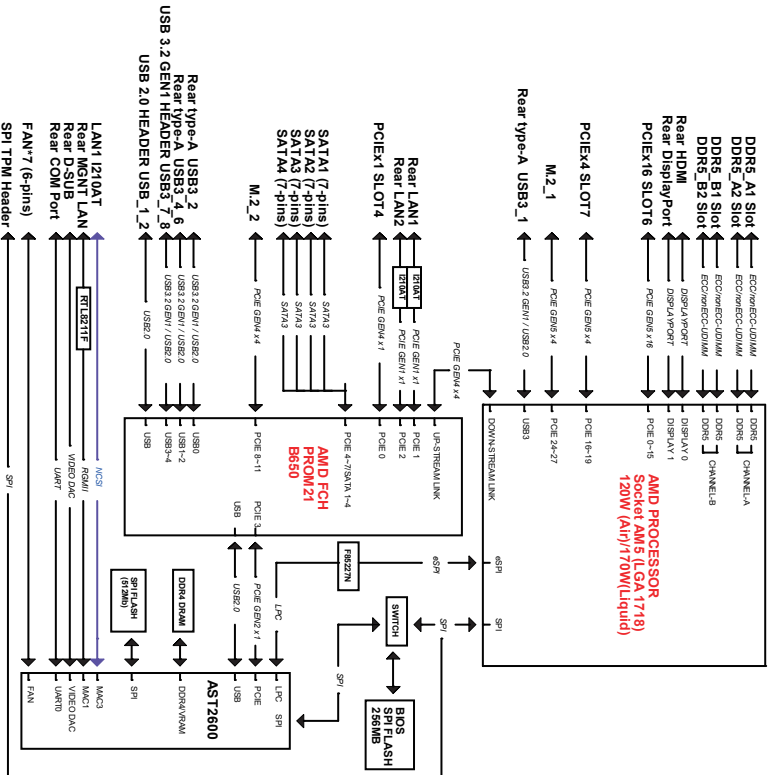 DDR5_A1 Slot
DDR5_A2 Slot
DDR5_B1 Slot
DDR5_B2 Slot
Rear HDMI
Rear DisplayPort
PCIEx16 SLOT6
PCIEx4 SLOT7
M.2_1
Rear type-A USB3_1
ECC/nonECC-UDIMM
ECC/nonECC-UDIMM
ECC/nonECC-UDIMM
ECC/nonECC-UDIMM
DISPLAYPORT
DISPLAYPORT
PCIE GEN5 x16
PCIE GEN5 x4
PCIE GEN5 x4
USB3.2 GEN1 / USB2.0
DDR5
DDR5
CHANNEL-A
DDR5
DDR5
CHANNEL-B
DISPLAY 0
DISPLAY 1
PCIE 0~15
PCIE 16~19
PCIE 24~27
USB3
DOWN-STREAM LINK
AMD PROCESSOR
Socket AM5 (LGA 1718)
120W (Air)/170W(Liquid)
eSPI
SPI
PCIE GEN4 x4
Rear LAN1
Rear LAN2
PCIEx1 SLOT4
SATA1 (7-pins)
SATA2 (7-pins)
SATA3 (7-pins)
SATA4 (7-pins)
M.2_2
Rear type-A USB3_2
Rear type-A USB3_4_6
USB 3.2 GEN1 HEADER USB3_7_8
USB 2.0 HEADER USB_1_2
I210AT
I210AT
PCIE GEN1 x1
PCIE GEN1 x1
PCIE GEN4 x1
SATA3
SATA3
SATA3
SATA3
PCIE GEN4 x4
USB3.2 GEN1 / USB2.0
USB3.2 GEN1 / USB2.0
USB3.2 GEN1 / USB2.0
USB2.0
UP-STREAM LINK
PCIE 1
PCIE 2
PCIE 0
PCIE 4~7/SATA 1~4
PCIE 8~11
USB0
USB1~2
USB3~4
USB
AMD FCH
PROM21
B650
PCIE 3
USB
eSPI
F85227N
LPC
PCIE GEN2 x1
USB2.0
SPI
SWITCH
SPI
BIOS
SPI FLASH
256MB
DDR4 DRAM
SPI FLASH
(512Mb)
LAN1 I210AT
Rear MGNT LAN
Rear D-SUB
Rear COM Port
FAN*7 (6-pins)
SPI TPM Header
RTL8211F
NCSI
RGMII
VIDEO DAC
UART
SPI
LPC
SPI
PCIE
USB
DDR4/VRAM
SPI
MAC3
MAC1
VIDEO DAC
UART0
FAN
AST2600